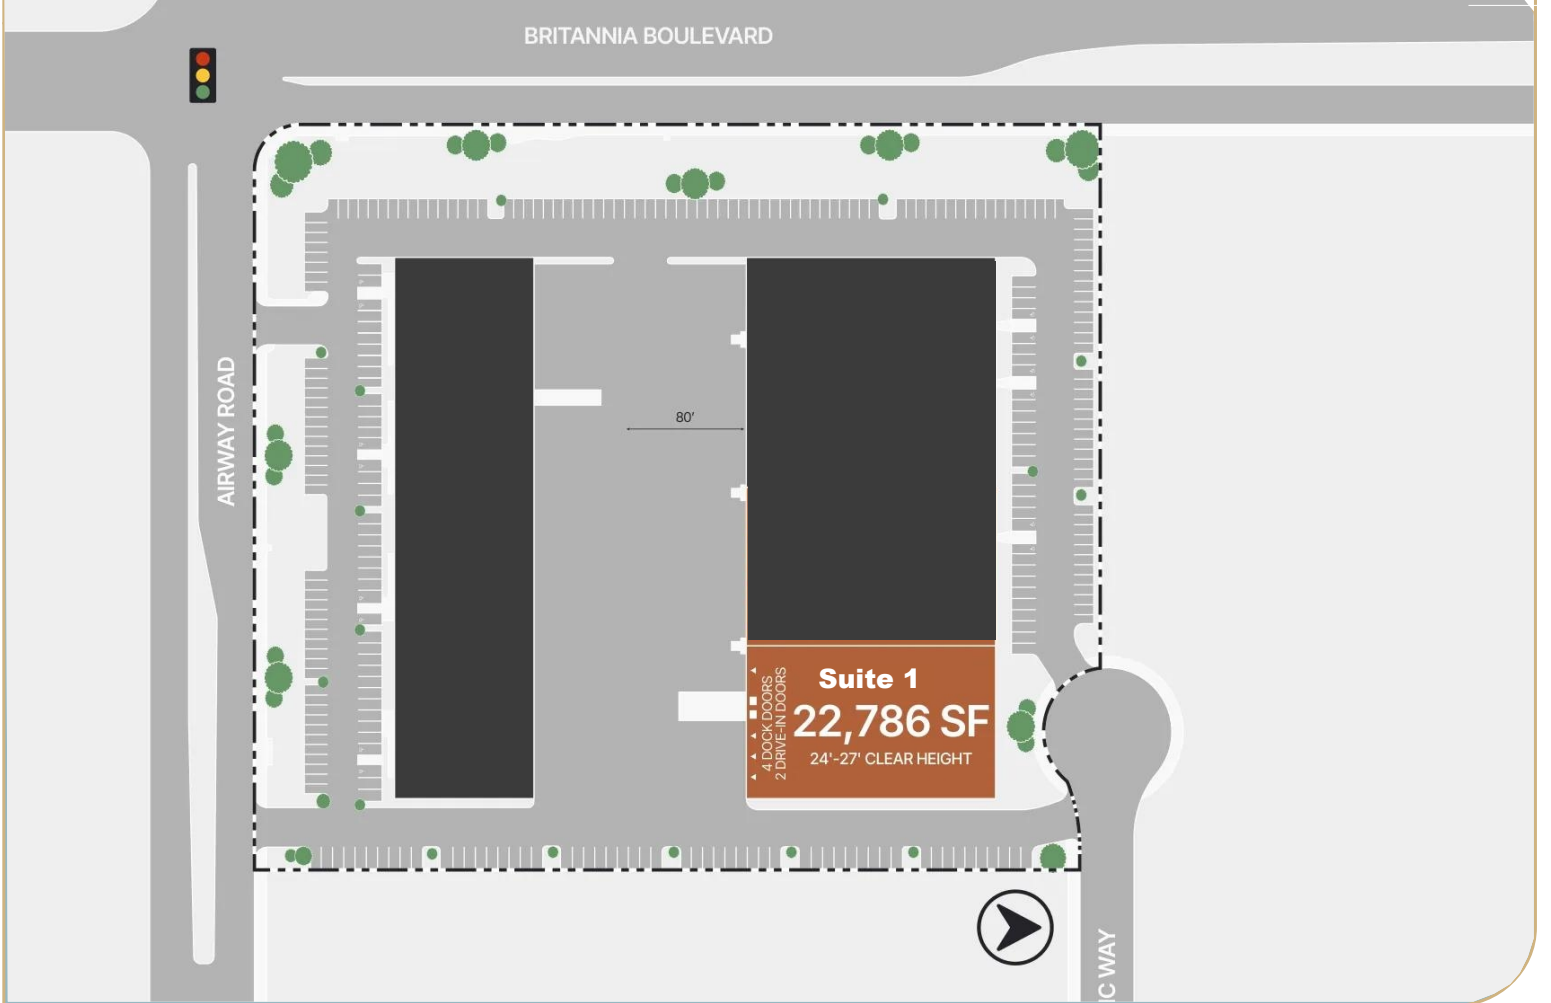 BRITANNIA BOULEVARD
AIRWAY ROAD
80'
Suite 1
22,786 SF
24'-27' CLEAR HEIGHT
4 DOCK DOORS
2 DRIVE-IN DOORS
IC WAY